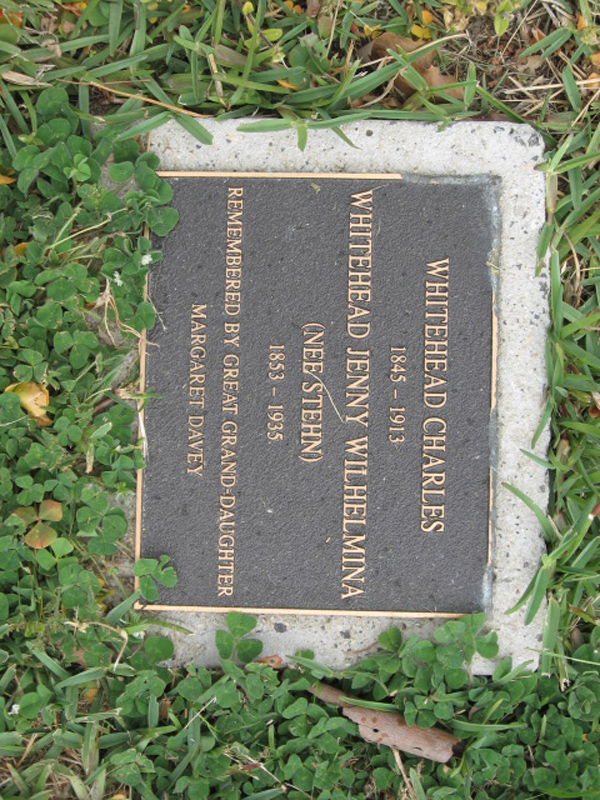 WHITEHEAD CHARLES
1845 – 1913
WHITEHEAD JENNY WILHELMINA
(NEE STEHN)
1853 – 1935
REMEMBERED BY GREAT GRAND-DAUGHTER
MARGARET DAVEY